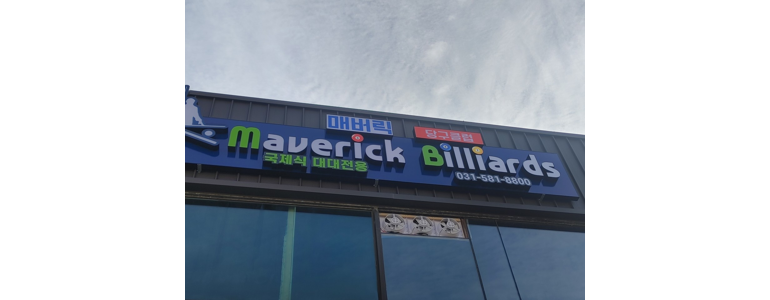 매버릭 당구클럽
Maverick Billiards
국제식 대대전용
031-581-8800